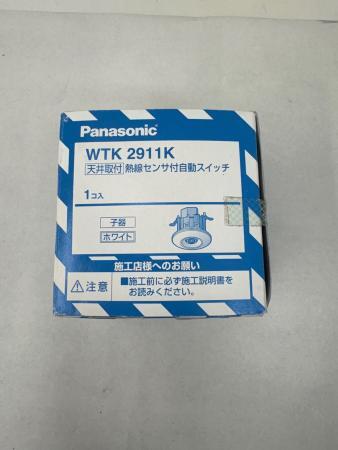 Panasonic
WTK 2911K
天井取付 熱線センサ付自動スイッチ
1コ入
子器
ホワイト
施工店様へのお願い
注意
■施工前に必ず施工説明書を
お読みください。